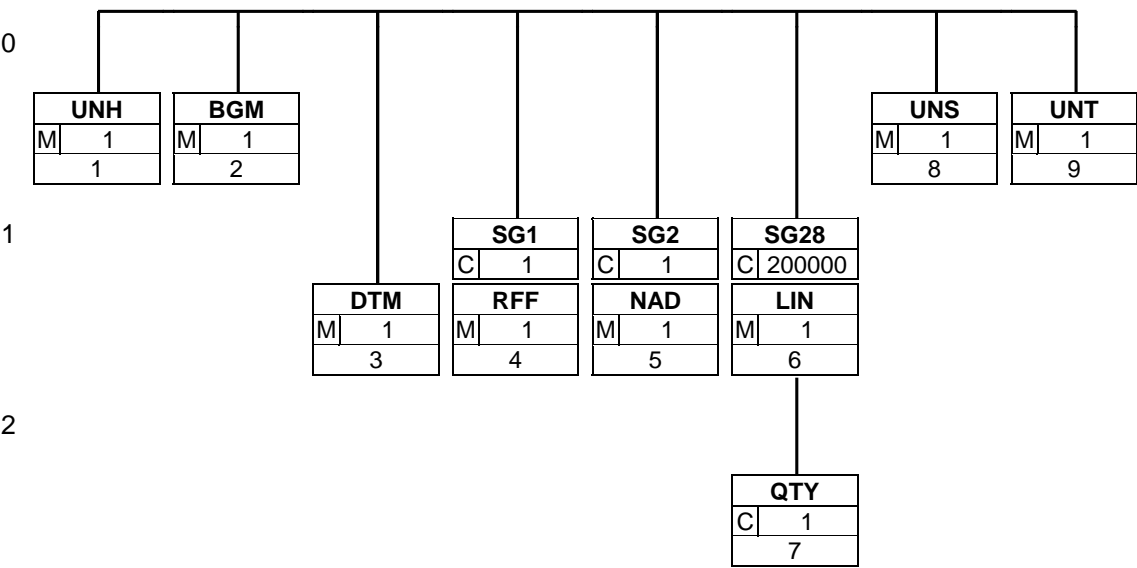 0
UNH BGM UNS UNT
M 1 M 1 M 1 M 1
1 2 8 9
1
SG1 SG2 SG28
C 1 C 1 C 200000
DTM RFF NAD LIN
M 1 M 1 M 1 M 1
3 4 5 6
2
QTY
C 1
7